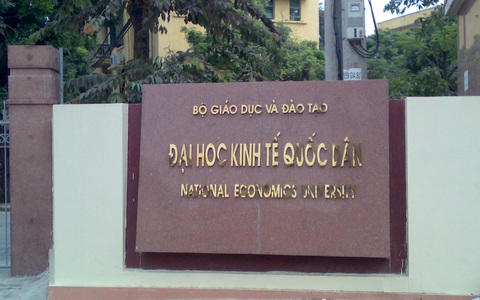 BỘ GIÁO DỤC VÀ ĐÀO TẠO
ĐẠI HỌC KINH TẾ QUỐC DÂN
NATIONAL ECONOMICS UNIVERSITY